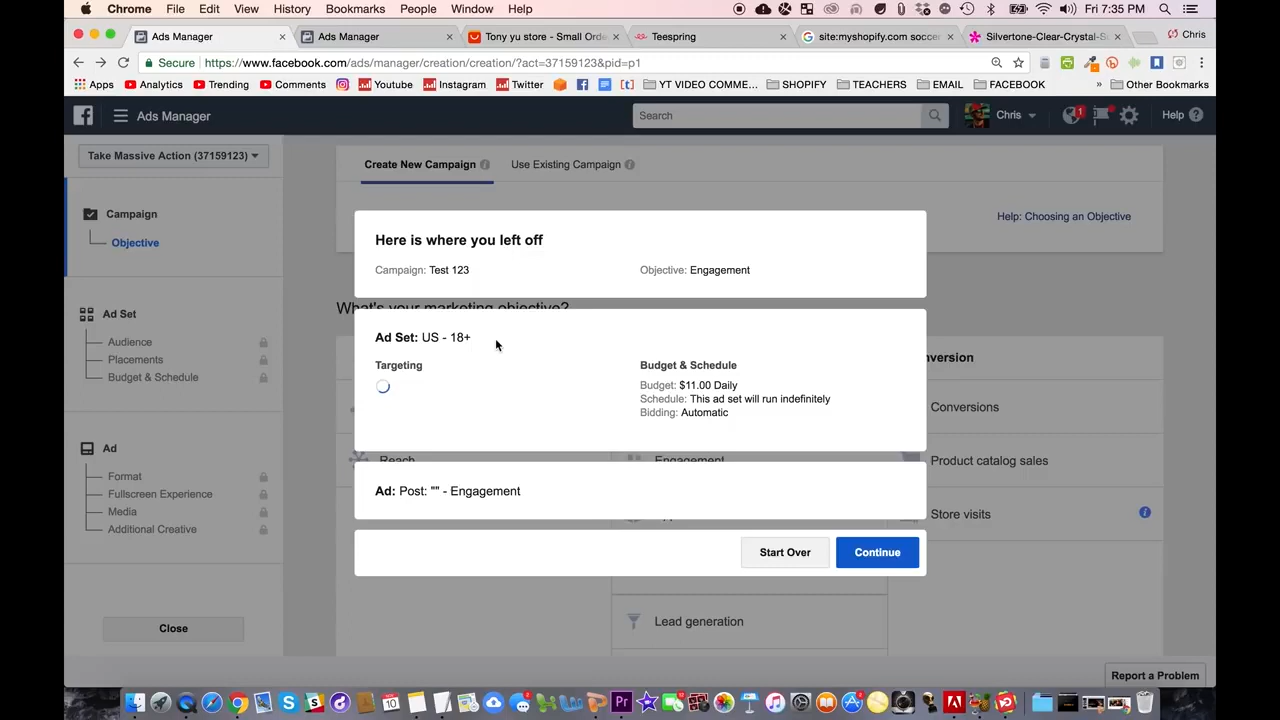 Chrome File Edit View History Bookmarks People Window Help Fri 7:35 PM
Ads Manager Ads Manager Tony yu store - Small Orde Teespring site:myshopify.com soccer Silvertone-Clear-Crystal-S Chris
Secure https://www.facebook.com/ads/manager/creation/creation/?act=37159123&pid=p1
Apps Analytics Trending Comments Youtube Instagram Twitter YT VIDEO COMME... SHOPIFY TEACHERS EMAIL FACEBOOK » Other Bookmarks
Ads Manager Search Chris 1 Help
Take Massive Action (37159123)
Create New Campaign Use Existing Campaign
Help: Choosing an Objective
Campaign
Objective
Here is where you left off
Campaign: Test 123 Objective: Engagement
What's your marketing objective?
Ad Set
Audience
Placements
Budget & Schedule
Ad Set: US - 18+
Targeting Budget & Schedule
Budget: $11.00 Daily
Schedule: This ad set will run indefinitely
Bidding: Automatic
Conversions
Reach Engagement Product catalog sales
Ad
Format
Fullscreen Experience
Media
Additional Creative
Ad: Post: "" - Engagement
Store visits
Start Over Continue
Lead generation
Close
Report a Problem